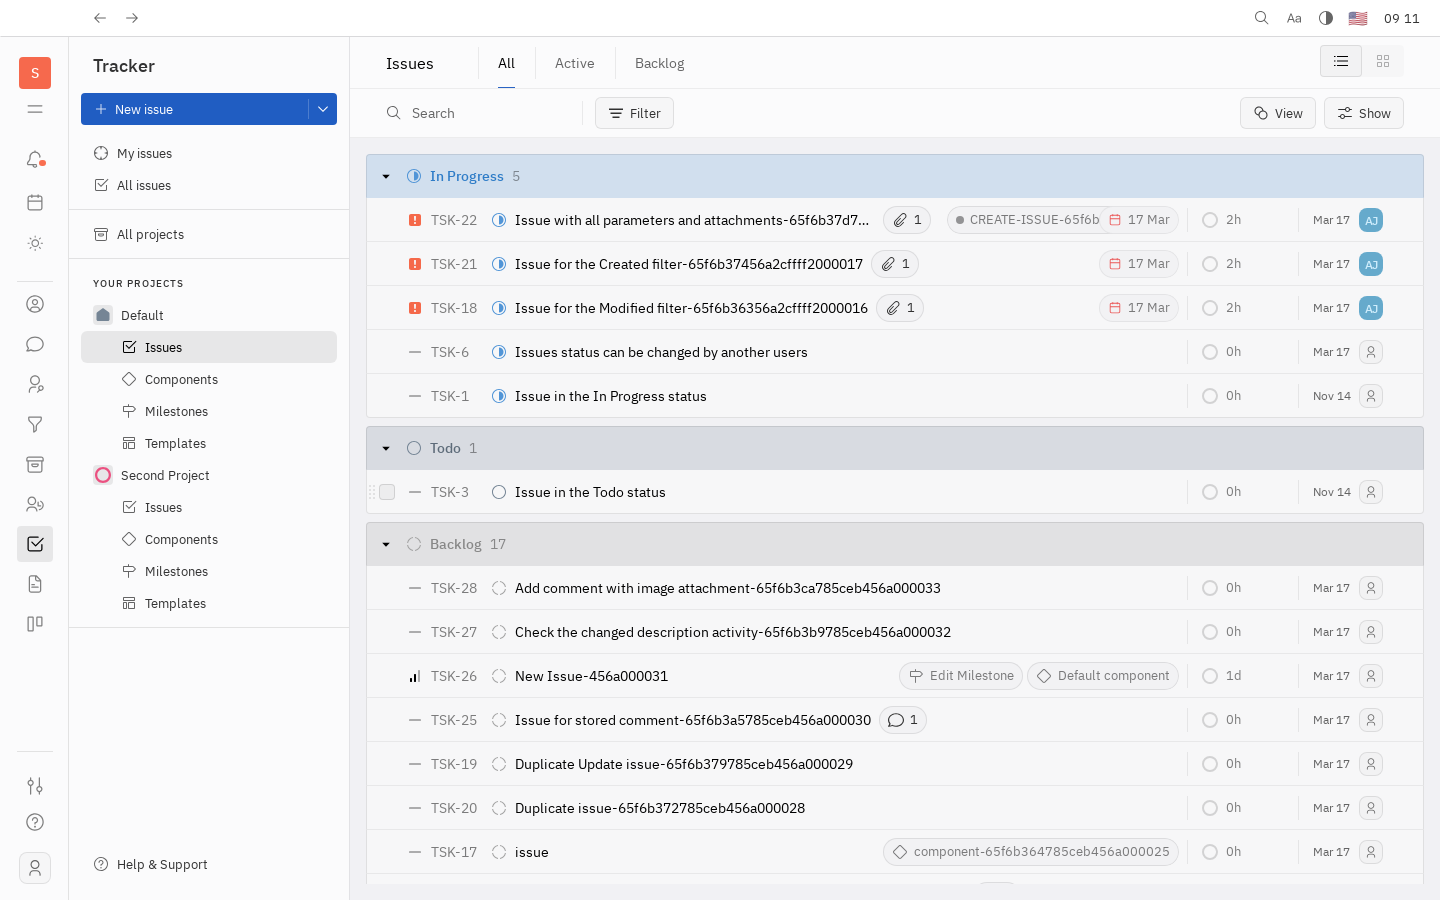 Aa 09 11
S
Tracker
New issue
My issues
All issues
All projects
YOUR PROJECTS
Default
Issues
Components
Milestones
Templates
Second Project
Issues
Components
Milestones
Templates
Help & Support
Issues All Active Backlog
Search Filter View Show
In Progress 5
TSK-22 Issue with all parameters and attachments-65f6b37d7... 1 CREATE-ISSUE-65f6b 17 Mar 2h Mar 17 AJ
TSK-21 Issue for the Created filter-65f6b37456a2cffff2000017 1 17 Mar 2h Mar 17 AJ
TSK-18 Issue for the Modified filter-65f6b36356a2cffff2000016 1 17 Mar 2h Mar 17 AJ
TSK-6 Issues status can be changed by another users 0h Mar 17
TSK-1 Issue in the In Progress status 0h Nov 14
Todo 1
TSK-3 Issue in the Todo status 0h Nov 14
Backlog 17
TSK-28 Add comment with image attachment-65f6b3ca785ceb456a000033 0h Mar 17
TSK-27 Check the changed description activity-65f6b3b9785ceb456a000032 0h Mar 17
TSK-26 New Issue-456a000031 Edit Milestone Default component 1d Mar 17
TSK-25 Issue for stored comment-65f6b3a5785ceb456a000030 1 0h Mar 17
TSK-19 Duplicate Update issue-65f6b379785ceb456a000029 0h Mar 17
TSK-20 Duplicate issue-65f6b372785ceb456a000028 0h Mar 17
TSK-17 issue component-65f6b364785ceb456a000025 0h Mar 17